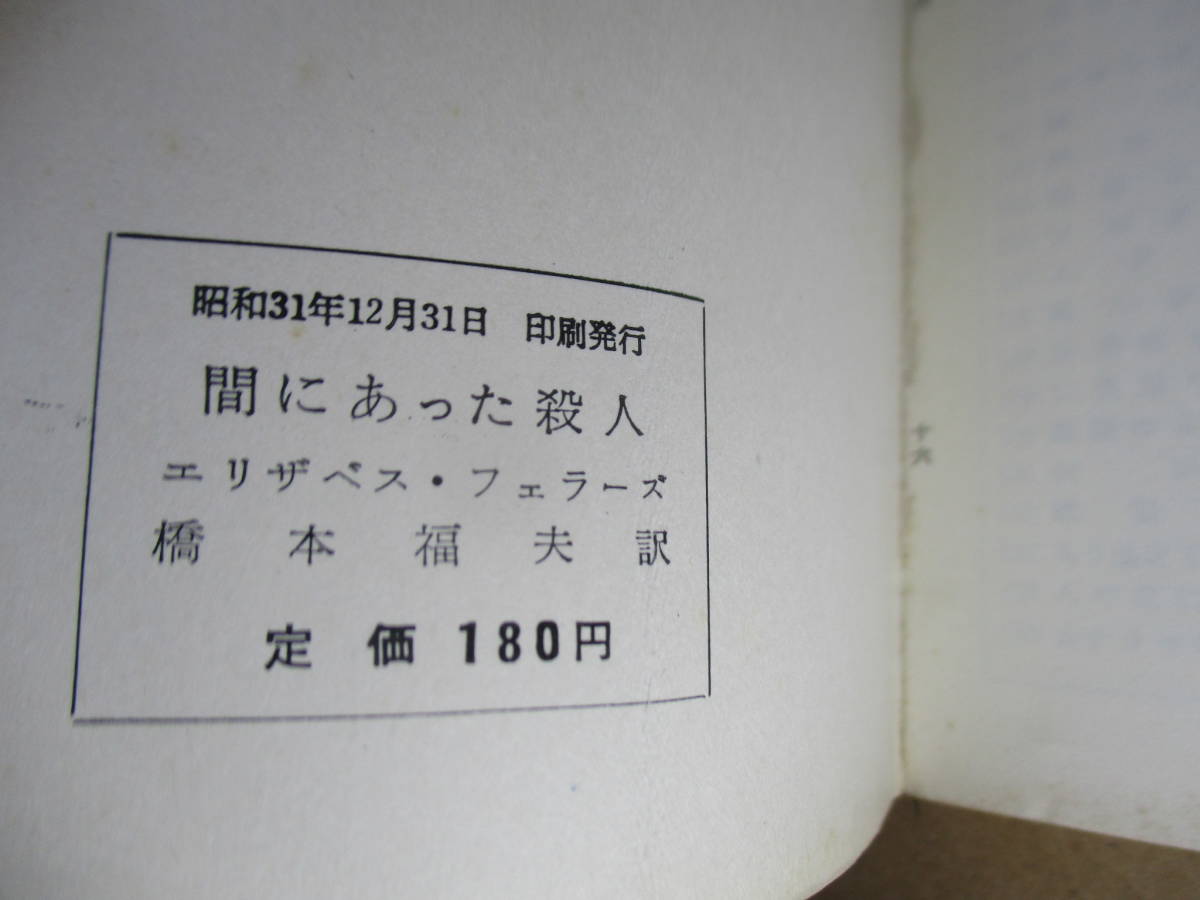 昭和31年12月31日 印刷発行
間にあった殺人
エリザベス・フェラーズ
橋本福夫訳
定価 180円
十六